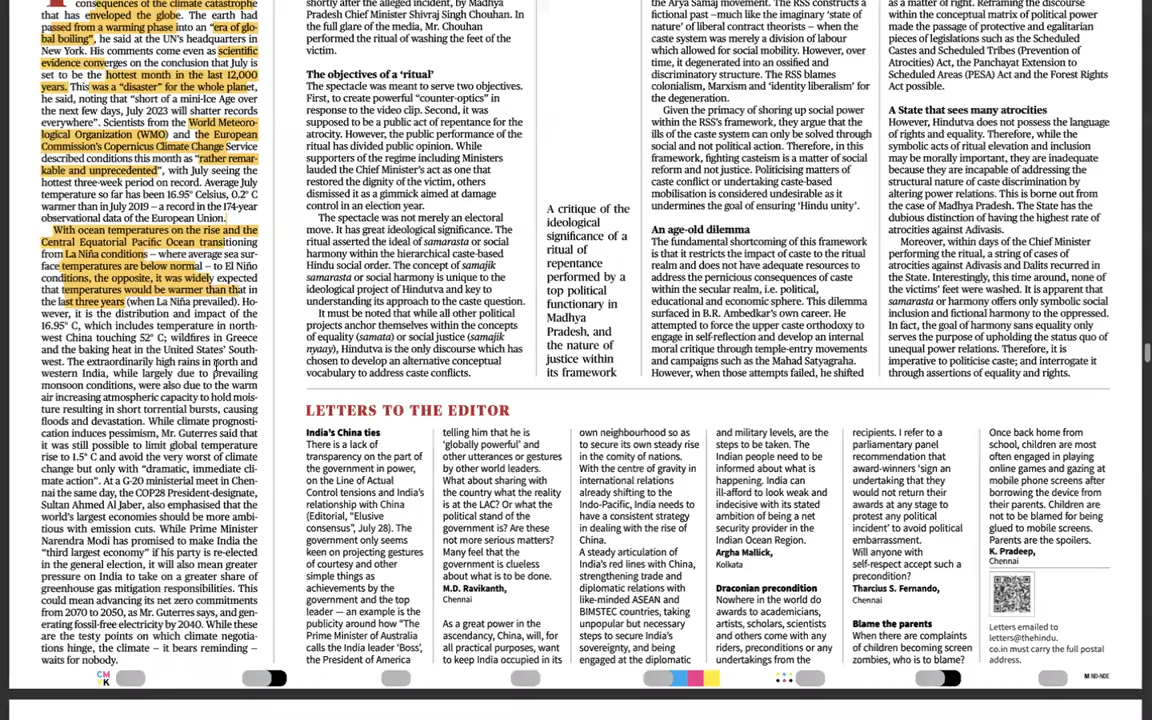 consequences of the climate catastrophe
that has enveloped the globe. The earth had
passed from a warming phase into an “era of glo-
bal boiling”, he said at the UN’s headquarters in
New York. His comments come even as scientific
evidence converges on the conclusion that July is
set to be the hottest month in the last 12,000
years. This was a “disaster” for the whole planet,
he said, noting that “short of a mini-Ice Age over
the next few days, July 2023 will shatter records
everywhere”. Scientists from the World Meteoro-
logical Organization (WMO) and the European
Commission’s Copernicus Climate Change Service
described conditions this month as “rather remar-
kable and unprecedented”, with July seeing the
hottest three-week period on record. Average July
temperature so far has been 16.95° Celsius, 0.2° C
warmer than in July 2019 – a record in the 174-year
observational data of the European Union.
With ocean temperatures on the rise and the
Central Equatorial Pacific Ocean transitioning
from La Niña conditions – where average sea sur-
face temperatures are below normal – to El Niño
conditions, the opposite, it was widely expected
that temperatures would be warmer than that in
the last three years (when La Niña prevailed). Ho-
wever, it is the distribution and impact of the
16.95° C, which includes temperature in north-
west China touching 52° C; wildfires in Greece
and the baking heat in the United States’ South-
west. The extraordinarily high rains in north and
western India, while largely due to prevailing
monsoon conditions, were also due to the warm
air increasing atmospheric capacity to hold mois-
ture resulting in short torrential bursts, causing
floods and devastation. While climate prognosti-
cation induces pessimism, Mr. Guterres said that
it was still possible to limit global temperature
rise to 1.5° C and avoid the very worst of climate
change but only with “dramatic, immediate cli-
mate action”. At a G-20 ministerial meet in Chen-
nai the same day, the COP28 President-designate,
Sultan Ahmed Al Jaber, also emphasised that the
world’s largest economies should be more ambi-
tious with emission cuts. While Prime Minister
Narendra Modi has promised to make India the
“third largest economy” if his party is re-elected
in the general election, it will also mean greater
pressure on India to take on a greater share of
greenhouse gas mitigation responsibilities. This
could mean advancing its net zero commitments
from 2070 to 2050, as Mr. Guterres says, and gen-
erating fossil-free electricity by 2040. While these
are the testy points on which climate negotia-
tions hinge, the climate – it bears reminding –
waits for nobody.
shortly after the alleged incident, by Madhya
Pradesh Chief Minister Shivraj Singh Chouhan. In
the full glare of the media, Mr. Chouhan
performed the ritual of washing the feet of the
victim.
The objectives of a ‘ritual’
The spectacle was meant to serve two objectives.
First, to create powerful “counter-optics” in
response to the video clip. Second, it was
supposed to be a public act of repentance for the
atrocity. However, the public performance of the
ritual has divided public opinion. While
supporters of the regime including Ministers
lauded the Chief Minister’s act as one that
restored the dignity of the victim, others
dismissed it as a gimmick aimed at damage
control in an election year.
The spectacle was not merely an electoral
move. It has great ideological significance. The
ritual asserted the ideal of samarasta or social
harmony within the hierarchical caste-based
Hindu social order. The concept of samajik
samarasta or social harmony is unique to the
ideological project of Hindutva and key to
understanding its approach to the caste question.
It must be noted that while all other political
projects anchor themselves within the concepts
of equality (samata) or social justice (samajik
nyaay), Hindutva is the only discourse which has
chosen to develop an alternative conceptual
vocabulary to address caste conflicts.
A critique of the
ideological
significance of a
ritual of
repentance
performed by a
top political
functionary in
Madhya
Pradesh, and
the nature of
justice within
its framework
the Arya Samaj movement. The RSS constructs a
fictional past – much like the imaginary ‘state of
nature’ of liberal contract theorists – when the
caste system was merely a division of labour
which allowed for social mobility. However, over
time, it degenerated into an ossified and
discriminatory structure. The RSS blames
colonialism, Marxism and ‘identity liberalism’ for
the degeneration.
Given the primacy of shoring up social power
within the RSS’s framework, they argue that the
ills of the caste system can only be solved through
social and not political action. Therefore, in this
framework, fighting casteism is a matter of social
reform and not justice. Politicising matters of
caste conflict or undertaking caste-based
mobilisation is considered undesirable as it
undermines the goal of ensuring ‘Hindu unity’.
An age-old dilemma
The fundamental shortcoming of this framework
is that it restricts the impact of caste to the ritual
realm and does not have adequate resources to
address the pernicious consequences of caste
within the secular realm, i.e. political,
educational and economic sphere. This dilemma
surfaced in B.R. Ambedkar’s own career. He
attempted to force the upper caste orthodoxy to
engage in self-reflection and develop an internal
moral critique through temple-entry movements
and campaigns such as the Mahad Satyagraha.
However, when those attempts failed, he shifted
as a matter of right. Reframing the discourse
within the conceptual matrix of political power
made the passage of protective and egalitarian
pieces of legislations such as the Scheduled
Castes and Scheduled Tribes (Prevention of
Atrocities) Act, the Panchayat Extension to
Scheduled Areas (PESA) Act and the Forest Rights
Act possible.
A State that sees many atrocities
However, Hindutva does not possess the language
of rights and equality. Therefore, while the
symbolic acts of ritual elevation and inclusion
may be morally important, they are inadequate
because they are incapable of addressing the
structural nature of caste discrimination by
altering power relations. This is borne out from
the case of Madhya Pradesh. The State has the
dubious distinction of having the highest rate of
atrocities against Adivasis.
Moreover, within days of the Chief Minister
performing the ritual, a string of cases of
atrocities against Adivasis and Dalits recurred in
the State. Interestingly, this time around, none of
the victims’ feet were washed. It is apparent that
samarasta or harmony offers only symbolic social
inclusion and fictional harmony to the oppressed.
In fact, the goal of harmony sans equality only
serves the purpose of upholding the status quo of
unequal power relations. Therefore, it is
imperative to politicise caste; and interrogate it
through assertions of equality and rights.
LETTERS TO THE EDITOR
India’s China ties
There is a lack of
transparency on the part of
the government in power,
on the Line of Actual
Control tensions and India’s
relationship with China
(Editorial, “Elusive
consensus”, July 28). The
government only seems
keen on projecting gestures
of courtesy and other
simple things as
achievements by the
government and the top
leader — an example is the
publicity around how “The
Prime Minister of Australia
calls the India leader ‘Boss’,
the President of America
telling him that he is
‘globally powerful’ and
other utterances or gestures
by other world leaders.
What about sharing with
the country what the reality
is at the LAC? Or what the
political stand of the
government is? Are these
not more serious matters?
Many feel that the
government is clueless
about what is to be done.
M.D. Ravikanth,
Chennai
As a great power in the
ascendancy, China, will, for
all practical purposes, want
to keep India occupied in its
own neighbourhood so as
to secure its own steady rise
in the comity of nations.
With the centre of gravity in
international relations
already shifting to the
Indo-Pacific, India needs to
have a consistent strategy
in dealing with the rise of
China.
A steady articulation of
India’s red lines with China,
strengthening trade and
diplomatic relations with
like-minded ASEAN and
BIMSTEC countries, taking
unpopular but necessary
steps to secure India’s
sovereignty, and being
engaged at the diplomatic
and military levels, are the
steps to be taken. The
Indian people need to be
informed about what is
happening. India can
ill-afford to look weak and
indecisive with its stated
ambition of being a net
security provider in the
Indian Ocean Region.
Argha Mallick,
Kolkata
Draconian precondition
Nowhere in the world do
awards to academicians,
artists, scholars, scientists
and others come with any
riders, preconditions or any
undertakings from the
recipients. I refer to a
parliamentary panel
recommendation that
award-winners ‘sign an
undertaking that they
would not return their
awards at any stage to
protest any political
incident’ to avoid political
embarrassment.
Will anyone with
self-respect accept such a
precondition?
Tharcius S. Fernando,
Chennai
Blame the parents
When there are complaints
of children becoming screen
zombies, who is to blame?
Once back home from
school, children are most
often engaged in playing
online games and gazing at
mobile phone screens after
borrowing the device from
their parents. Children are
not to be blamed for being
glued to mobile screens.
Parents are the spoilers.
K. Pradeep,
Chennai
Letters emailed to
letters@thehindu.
co.in must carry the full postal
address.
CM
YK
M ND-NDE